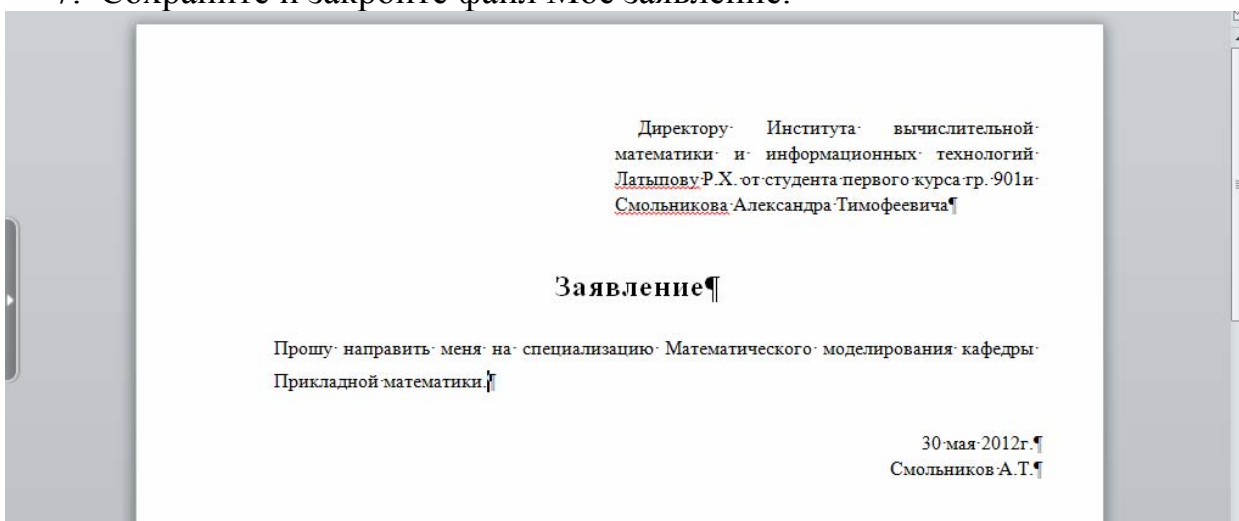 7. Сохраните и закройте файл Мое заявление.
Директору Института вычислительной
математики и информационных технологий
Латыпову Р.Х. от студента первого курса гр. 901и
Смольникова Александра Тимофеевича¶
Заявление¶
Прошу направить меня на специализацию Математического моделирования кафедры
Прикладной математики.¶
30 мая 2012г.¶
Смольников А.Т.¶